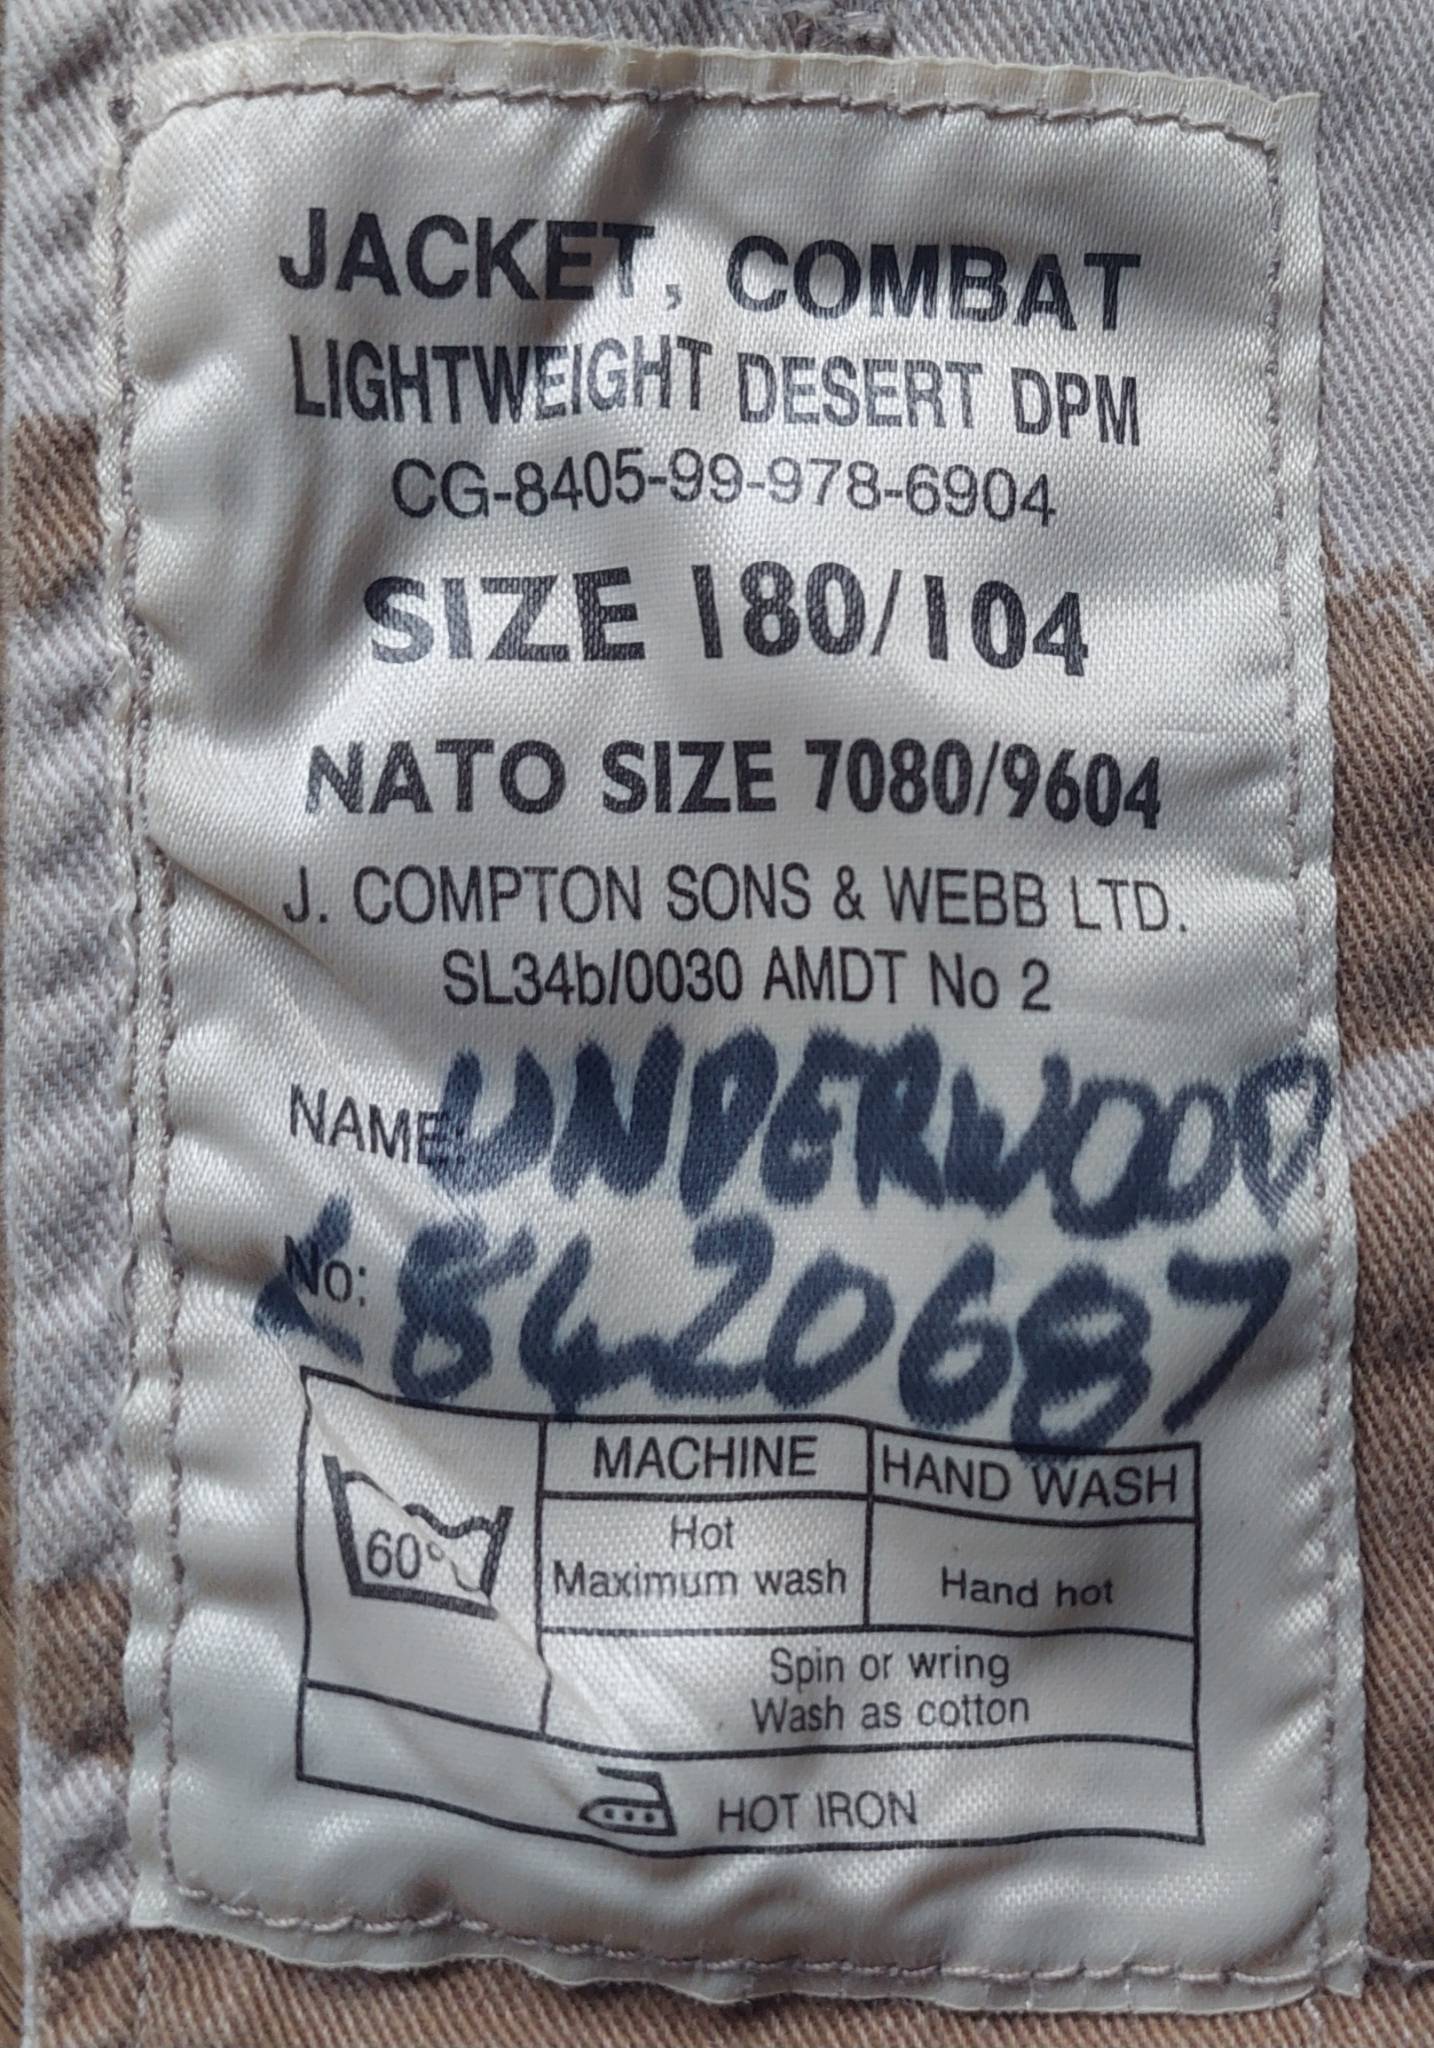 JACKET, COMBAT
LIGHTWEIGHT DESERT DPM
CG-8405-99-978-6904
SIZE 180/104
NATO SIZE 7080/9604
J. COMPTON SONS & WEBB LTD.
SL34b/0030 AMDT No 2
NAME: UNDERWOOD
No: 8420687
MACHINE HAND WASH
60°
Hot
Maximum wash
Hand hot
Spin or wring
Wash as cotton
HOT IRON